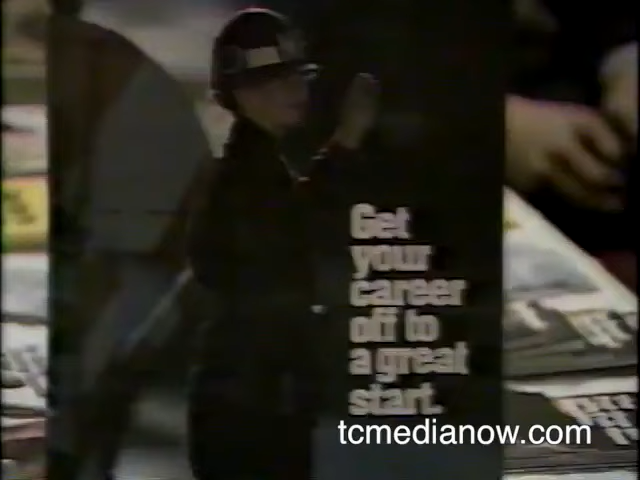 Get
your
career
off to
a great
start.
tcmedianow.com